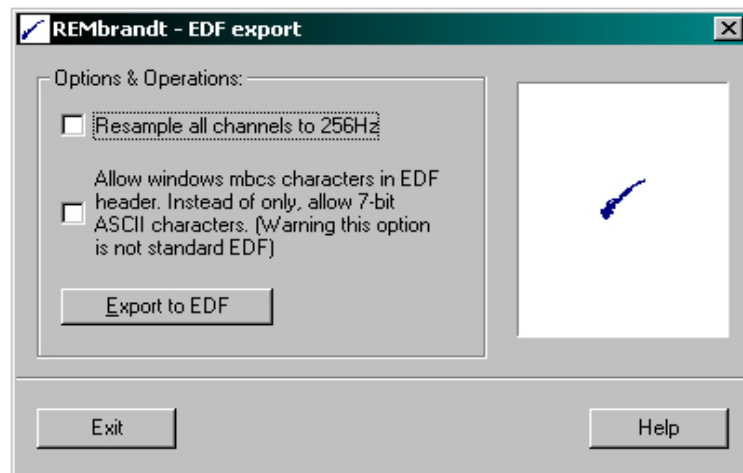 REMbrandt - EDF export
Options & Operations:
Resample all channels to 256Hz
Allow windows mbcs characters in EDF
header. Instead of only, allow 7-bit
ASCII characters. (Warning this option
is not standard EDF)
Export to EDF
Exit
Help